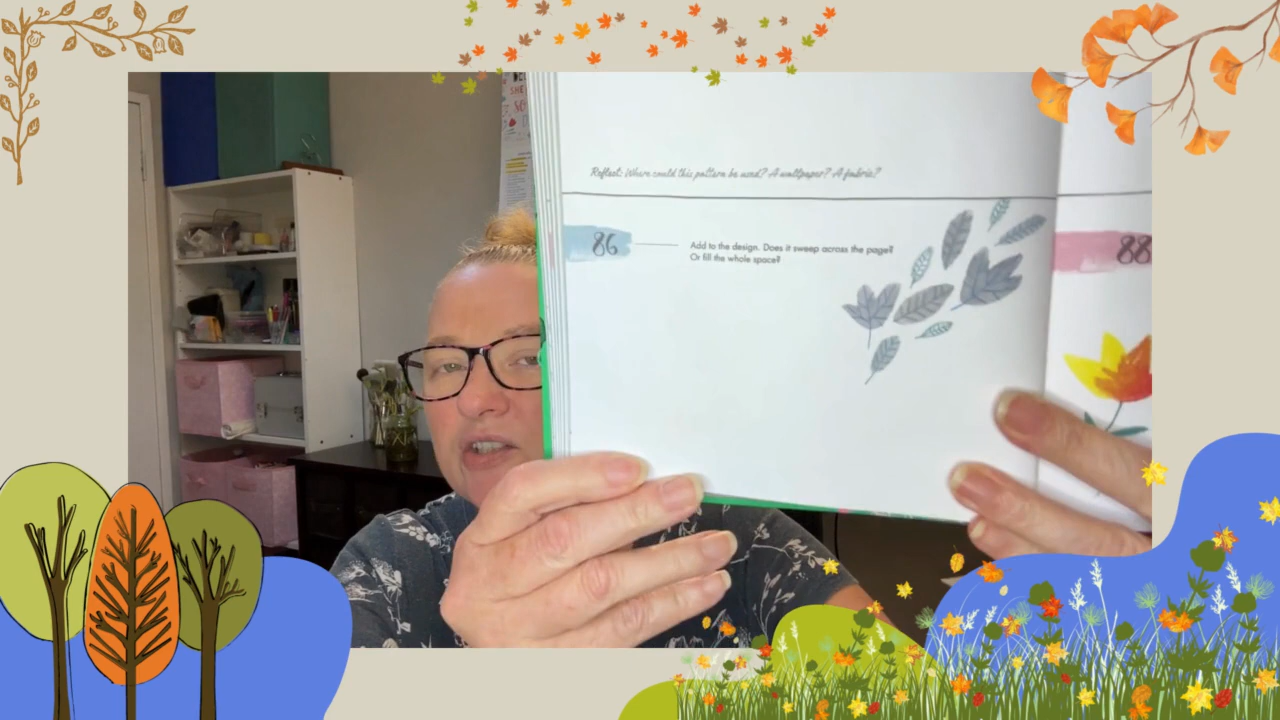 Reflect: Where could this pattern be used? A wallpaper? A fabric?
86
Add to the design. Does it sweep across the page?
Or fill the whole space?
88